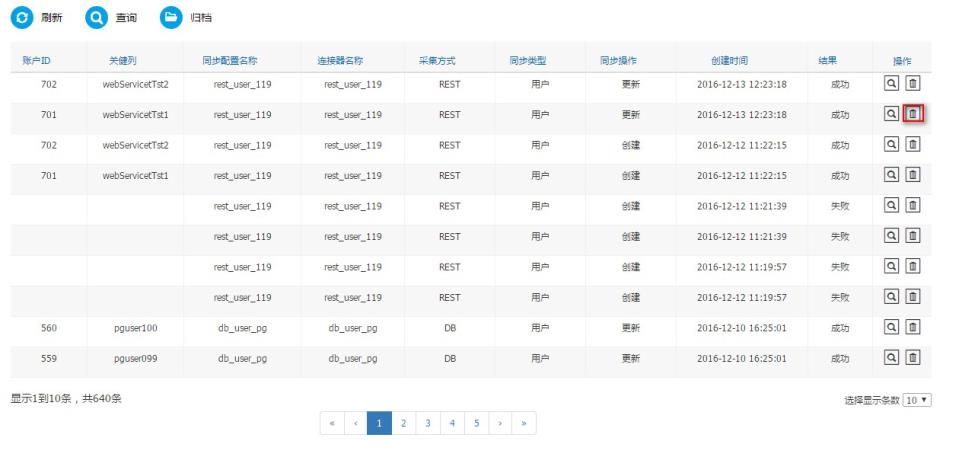 刷新 查询 归档
账户ID 关键列 同步配置名称 连接器名称 采集方式 同步类型 同步操作 创建时间 结果 操作
702 webServicetTst2 rest_user_119 rest_user_119 REST 用户 更新 2016-12-13 12:23:18 成功
701 webServicetTst1 rest_user_119 rest_user_119 REST 用户 更新 2016-12-13 12:23:18 成功
702 webServicetTst2 rest_user_119 rest_user_119 REST 用户 创建 2016-12-12 11:22:15 成功
701 webServicetTst1 rest_user_119 rest_user_119 REST 用户 创建 2016-12-12 11:22:15 成功
rest_user_119 rest_user_119 REST 用户 创建 2016-12-12 11:21:39 失败
rest_user_119 rest_user_119 REST 用户 创建 2016-12-12 11:21:39 失败
rest_user_119 rest_user_119 REST 用户 创建 2016-12-12 11:19:57 失败
rest_user_119 rest_user_119 REST 用户 创建 2016-12-12 11:19:57 失败
560 pguser100 db_user_pg db_user_pg DB 用户 更新 2016-12-10 16:25:01 成功
559 pguser099 db_user_pg db_user_pg DB 用户 更新 2016-12-10 16:25:01 成功
显示1到10条，共640条 选择显示条数 10
« ‹ 1 2 3 4 5 › »